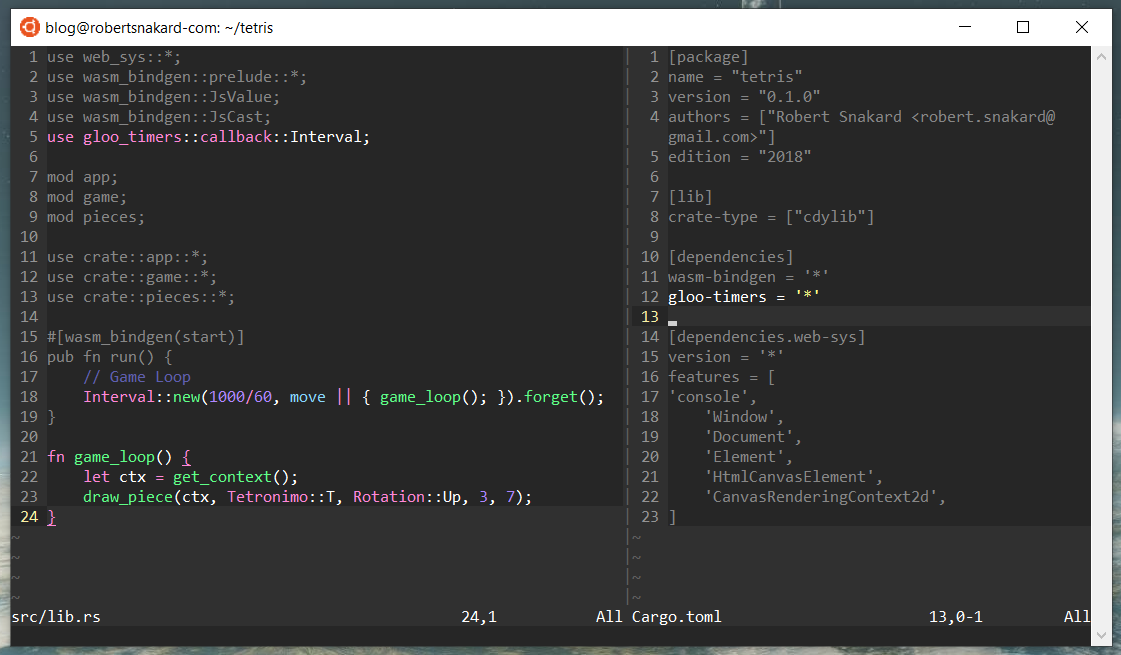 blog@robertsnakard-com: ~/tetris
1 use web_sys::*;
2 use wasm_bindgen::prelude::*;
3 use wasm_bindgen::JsValue;
4 use wasm_bindgen::JsCast;
5 use gloo_timers::callback::Interval;
6
7 mod app;
8 mod game;
9 mod pieces;
10
11 use crate::app::*;
12 use crate::game::*;
13 use crate::pieces::*;
14
15 #[wasm_bindgen(start)]
16 pub fn run() {
17     // Game Loop
18     Interval::new(1000/60, move || { game_loop(); }).forget();
19 }
20
21 fn game_loop() {
22     let ctx = get_context();
23     draw_piece(ctx, Tetronimo::T, Rotation::Up, 3, 7);
24 }
~
~
~
~
src/lib.rs 24,1 All
1 [package]
2 name = "tetris"
3 version = "0.1.0"
4 authors = ["Robert Snakard <robert.snakard@
gmail.com>"]
5 edition = "2018"
6
7 [lib]
8 crate-type = ["cdylib"]
9
10 [dependencies]
11 wasm-bindgen = '*'
12 gloo-timers = '*'
13
14 [dependencies.web-sys]
15 version = '*'
16 features = [
17 'console',
18     'Window',
19     'Document',
20     'Element',
21     'HtmlCanvasElement',
22     'CanvasRenderingContext2d',
23 ]
~
~
~
~
Cargo.toml 13,0-1 All